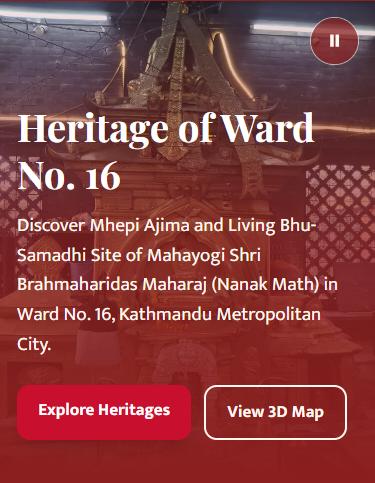 Heritage of Ward
No. 16
Discover Mhepi Ajima and Living Bhu-
Samadhi Site of Mahayogi Shri
Brahmaharidas Maharaj (Nanak Math) in
Ward No. 16, Kathmandu Metropolitan
City.
Explore Heritages
View 3D Map